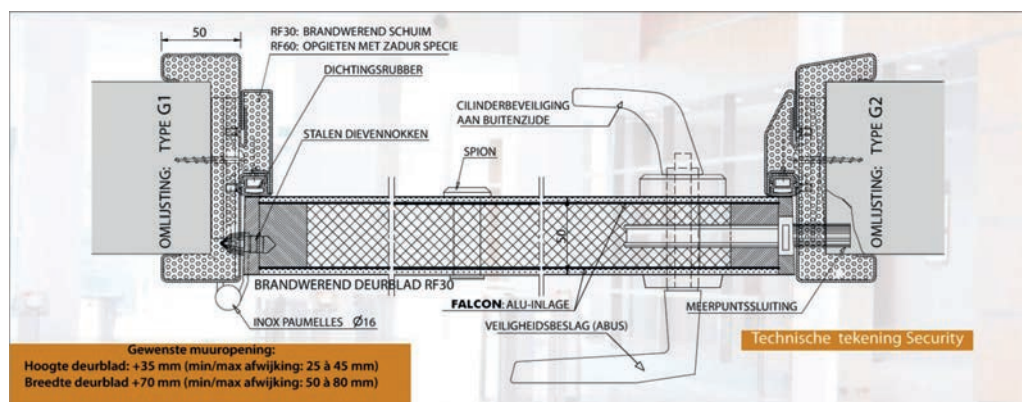 50
RF30: BRANDWEREND SCHUIM
RF60: OPGIETEN MET ZADUR SPECIE
DICHTINGSRUBBER
STALEN DIEVENNOKKEN
OMLIJSTING: TYPE G1
CILINDERBEVEILIGING
AAN BUITENZIJDE
SPION
OMLIJSTING: TYPE G2
50
BRANDWEREND DEURBLAD RF30
INOX PAUMELLES Ø16
FALCON: ALU-INLAGE
VEILIGHEIDSBESLAG (ABUS)
MEERPUNTSSLUITING
Technische tekening Security
Gewenste muuropening:
Hoogte deurblad: +35 mm (min/max afwijking: 25 à 45 mm)
Breedte deurblad +70 mm (min/max afwijking: 50 à 80 mm)